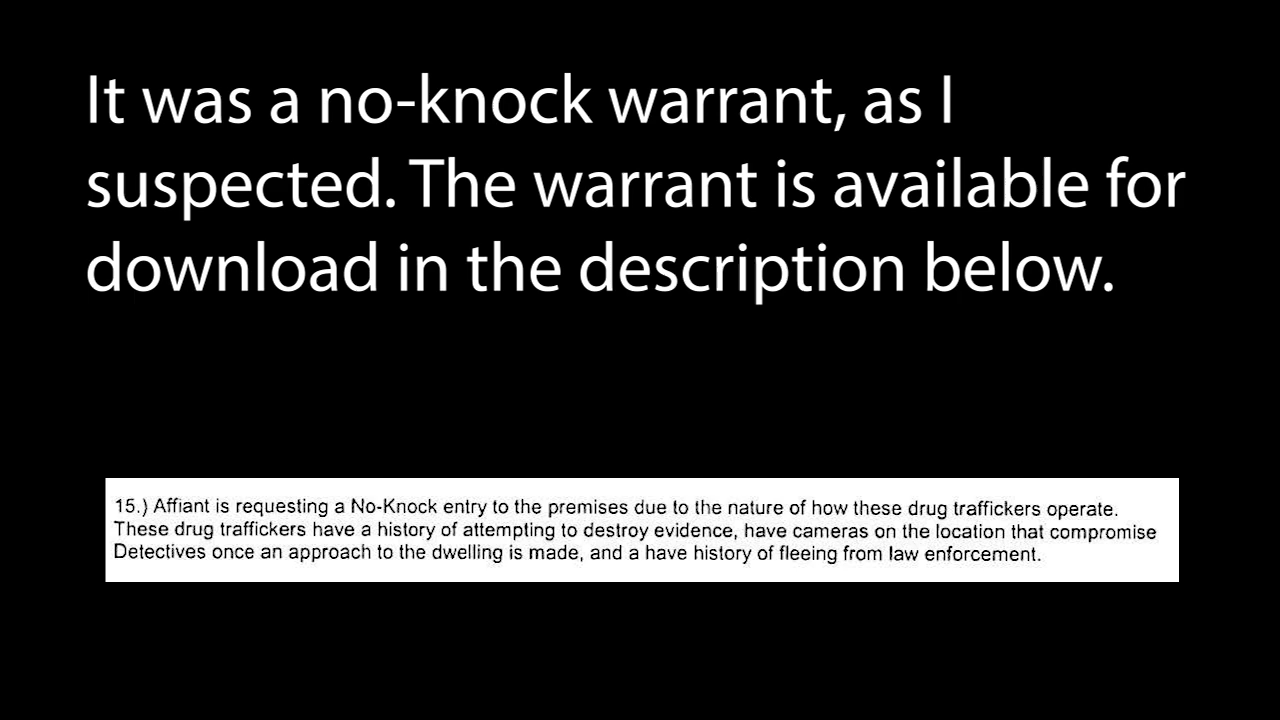 It was a no-knock warrant, as I
suspected. The warrant is available for
download in the description below.
15.) Affiant is requesting a No-Knock entry to the premises due to the nature of how these drug traffickers operate.
These drug traffickers have a history of attempting to destroy evidence, have cameras on the location that compromise
Detectives once an approach to the dwelling is made, and a have history of fleeing from law enforcement.